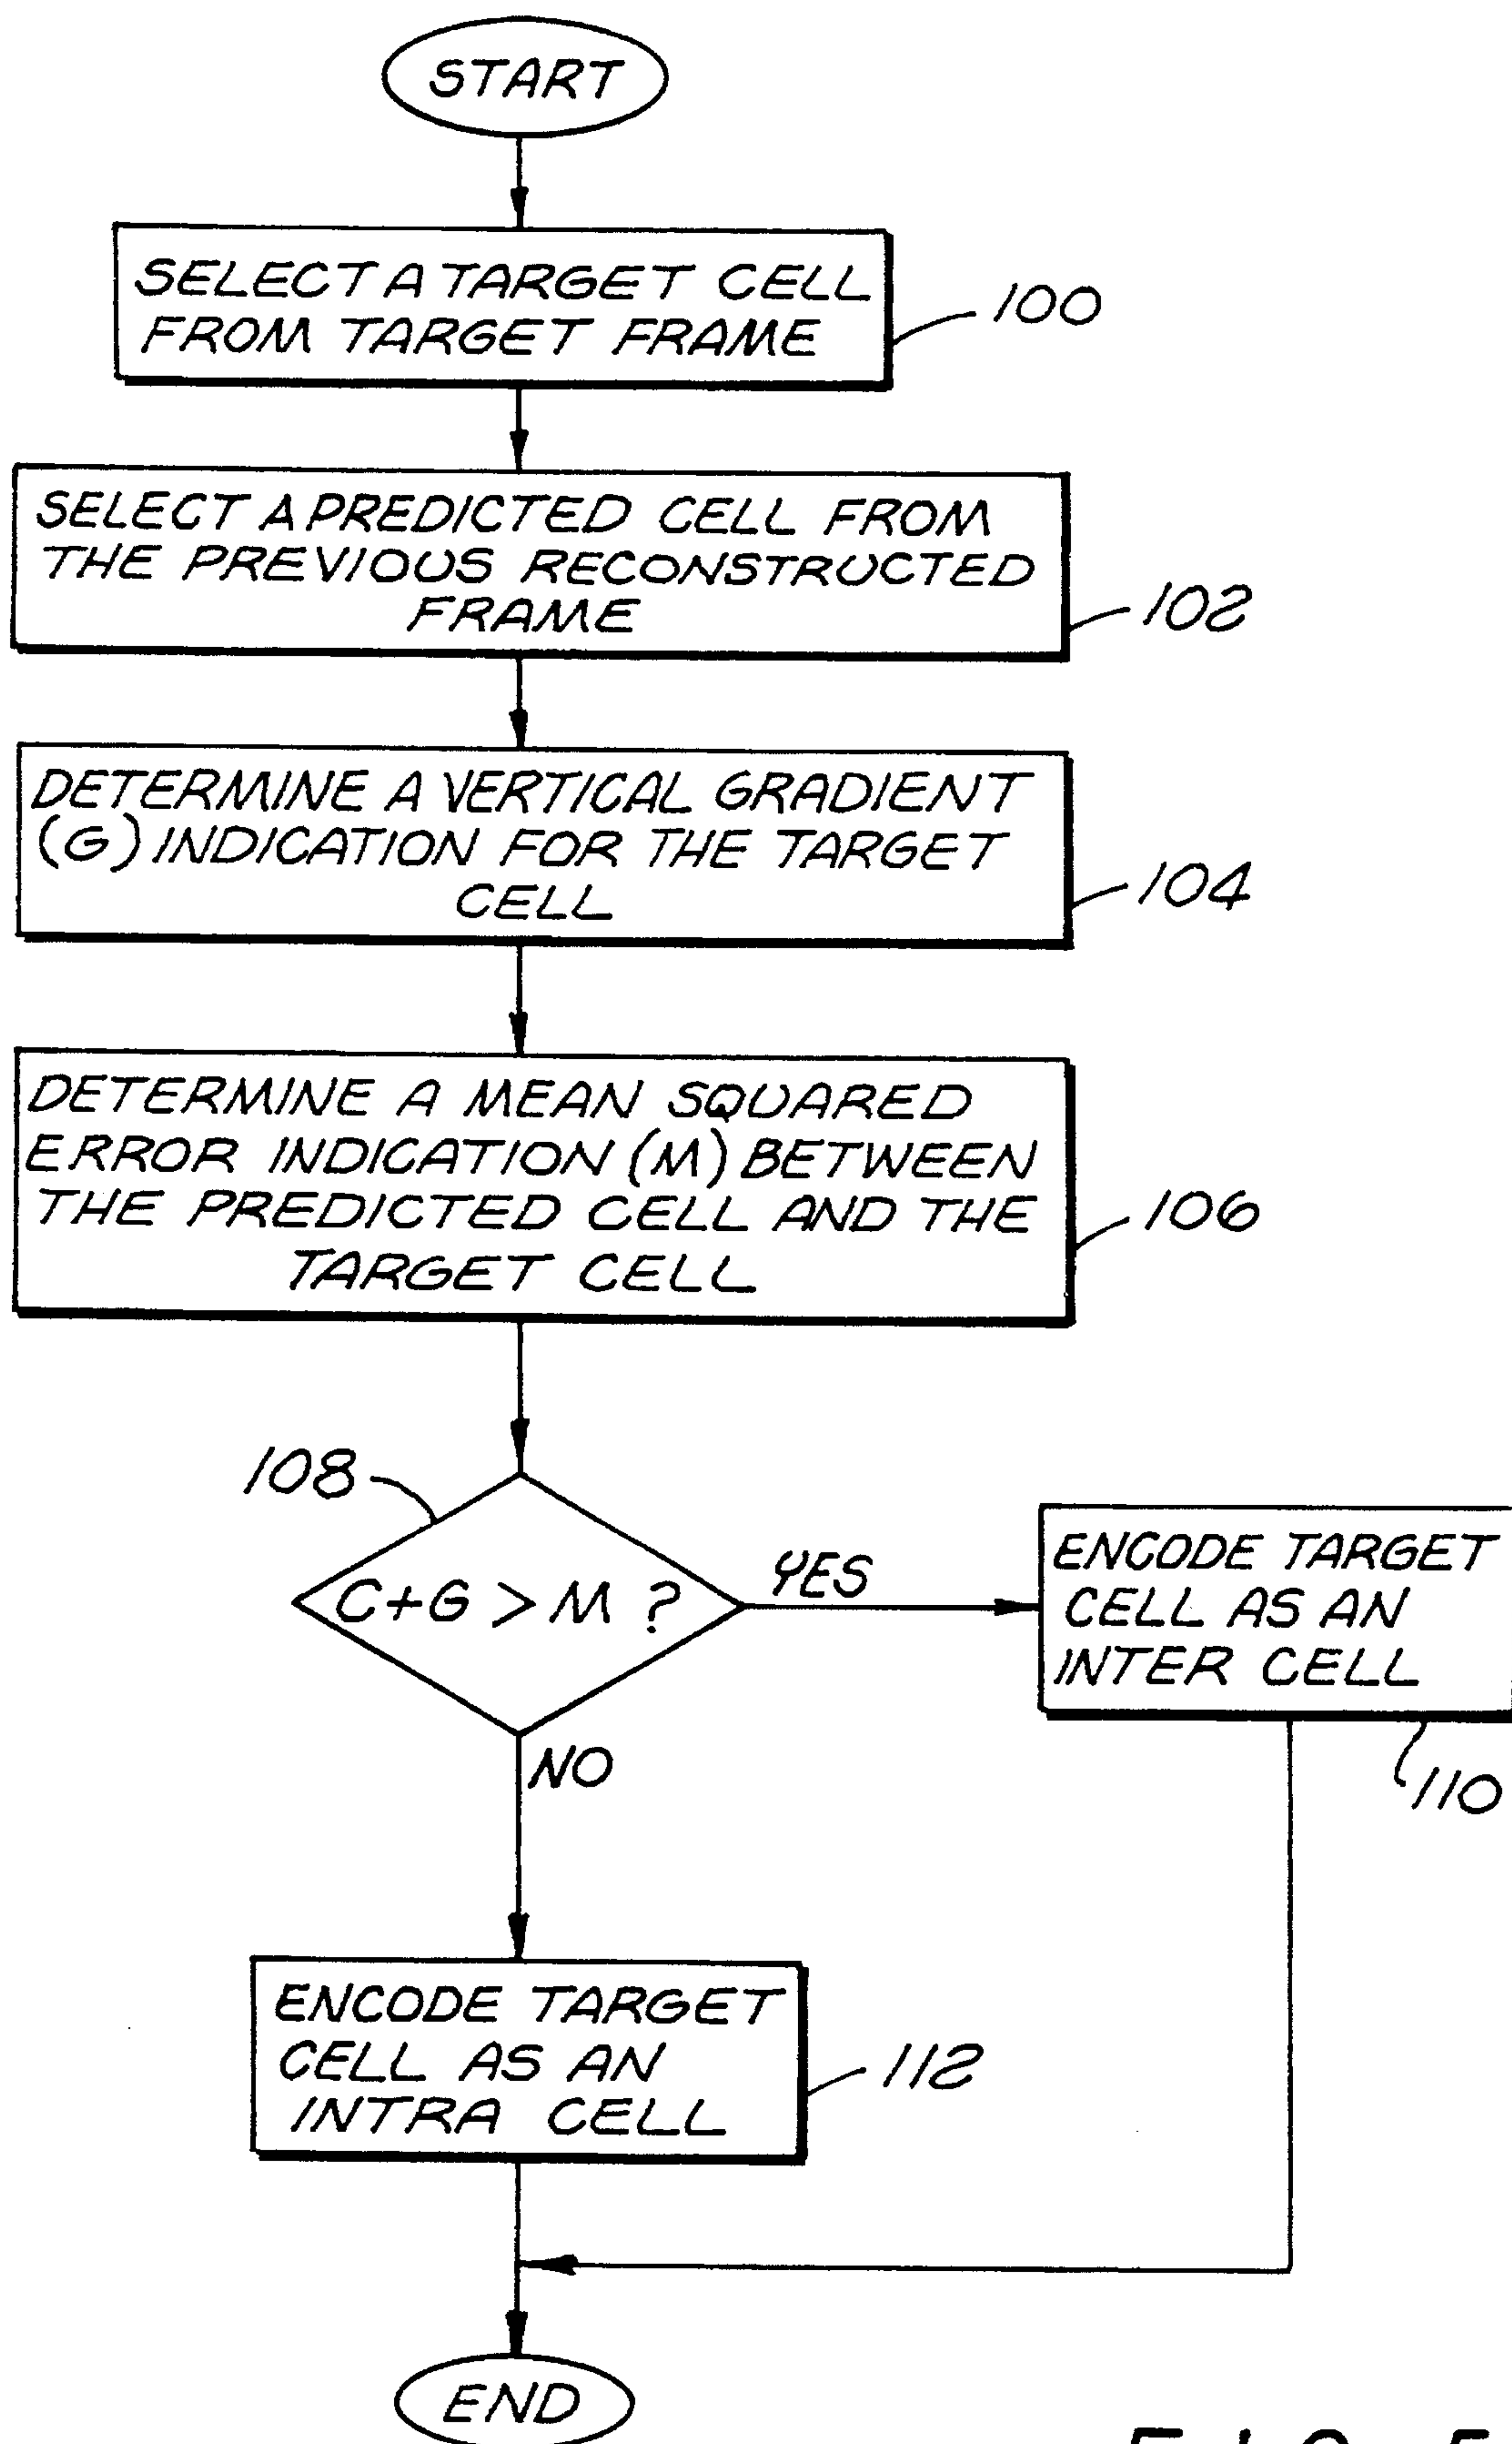 START
SELECT A TARGET CELL
FROM TARGET FRAME
100
SELECT A PREDICTED CELL FROM
THE PREVIOUS RECONSTRUCTED
FRAME
102
DETERMINE A VERTICAL GRADIENT
(G) INDICATION FOR THE TARGET
CELL
104
DETERMINE A MEAN SQUARED
ERROR INDICATION (M) BETWEEN
THE PREDICTED CELL AND THE
TARGET CELL
106
108
C+G > M ?
YES
ENCODE TARGET
CELL AS AN
INTER CELL
110
NO
ENCODE TARGET
CELL AS AN
INTRA CELL
112
END